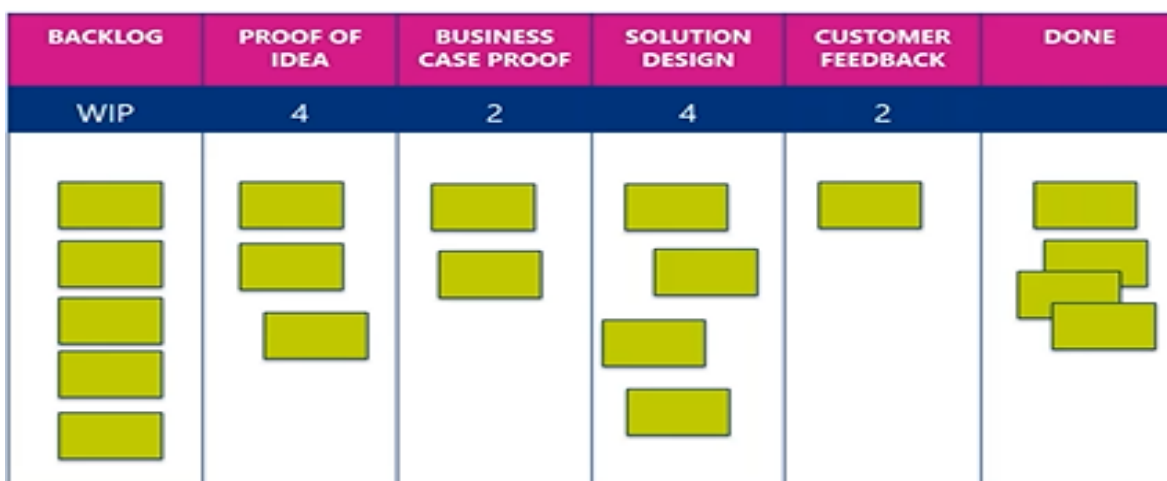 BACKLOG
PROOF OF
IDEA
BUSINESS
CASE PROOF
SOLUTION
DESIGN
CUSTOMER
FEEDBACK
DONE
WIP
4
2
4
2